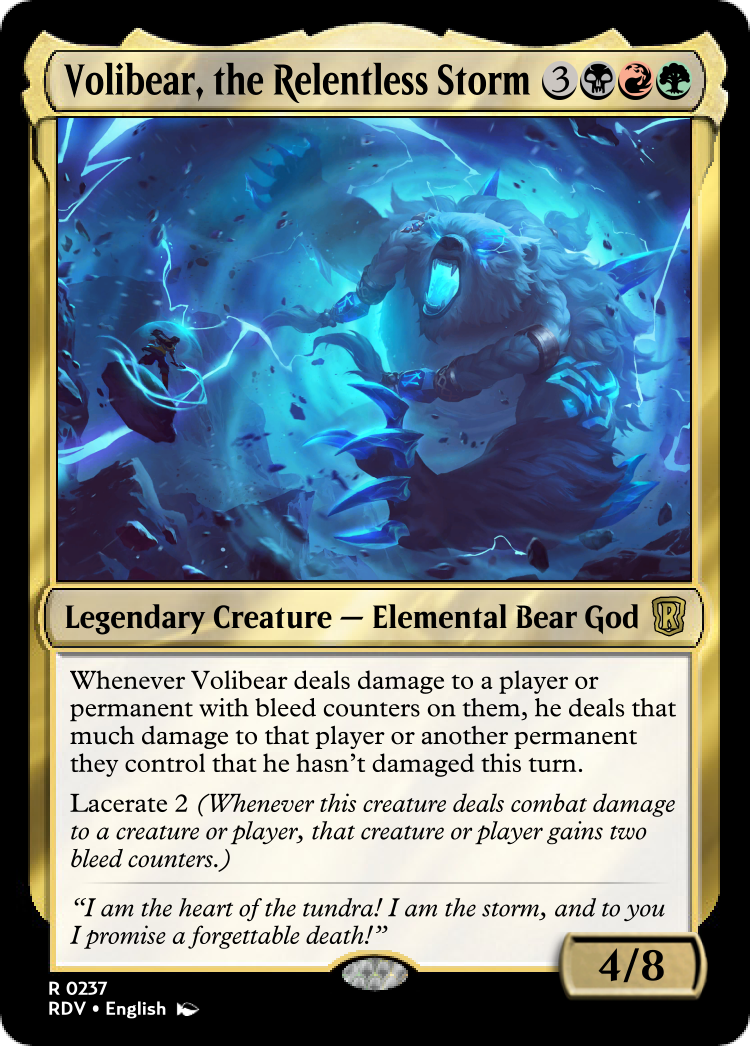 Volibear, the Relentless Storm 3
Legendary Creature — Elemental Bear God R
Whenever Volibear deals damage to a player or
permanent with bleed counters on them, he deals that
much damage to that player or another permanent
they control that he hasn't damaged this turn.
Lacerate 2 (Whenever this creature deals combat damage
to a creature or player, that creature or player gains two
bleed counters.)
“I am the heart of the tundra! I am the storm, and to you
I promise a forgettable death!”
4/8
R 0237
RDV • English